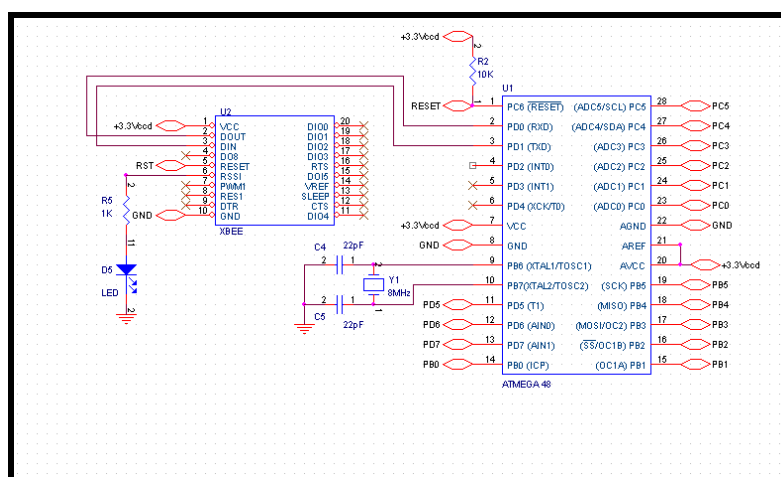 +3.3Vccd
2
R2
10K
1
RESET
U1
1 PC6 (RESET) (ADC5/SCL) PC5 28 PC5
2 PD0 (RXD) (ADC4/SDA) PC4 27 PC4
3 PD1 (TXD) (ADC3) PC3 26 PC3
4 PD2 (INT0) (ADC2) PC2 25 PC2
5 PD3 (INT1) (ADC1) PC1 24 PC1
6 PD4 (XCK/T0) (ADC0) PC0 23 PC0
+3.3Vccd 7 VCC AGND 22 GND
GND 8 GND AREF 21
9 PB6 (XTAL1/TOSC1) AVCC 20 +3.3Vccd
10 PB7(XTAL2/TOSC2) (SCK) PB5 19 PB5
PD5 11 PD5 (T1) (MISO) PB4 18 PB4
PD6 12 PD6 (AIN0) (MOSI/OC2) PB3 17 PB3
PD7 13 PD7 (AIN1) (SS/OC1B) PB2 16 PB2
PB0 14 PB0 (ICP) (OC1A) PB1 15 PB1
ATMEGA 48
U2
+3.3Vccd 1 VCC DIO0 20
2 DOUT DIO1 19
3 DIN DIO2 18
4 DO8 DIO3 17
RST 5 RESET RTS 16
6 RSSI DOI5 15
7 PWM1 VREF 14
8 RES1 SLEEP 13
9 DTR CTS 12
GND 10 GND DIO4 11
XBEE
2
R5
1K
11
D5
LED
2
C4 22pF
2 1
2
Y1
8MHz
1
2 1
C5 22pF